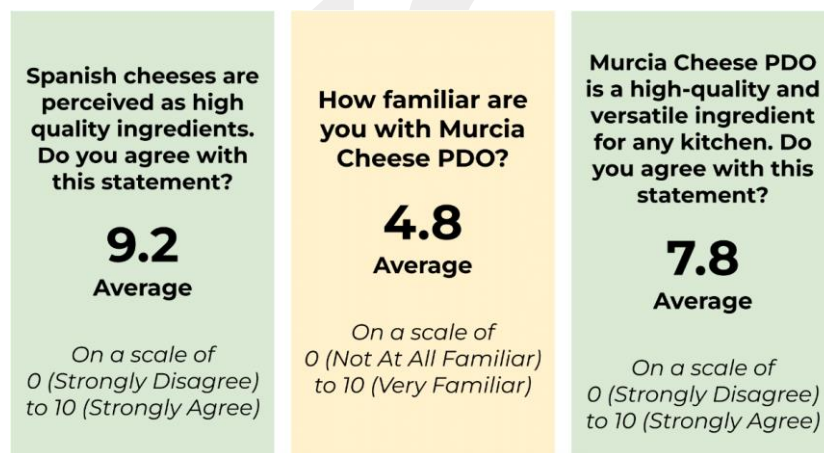 Spanish cheeses are
perceived as high
quality ingredients.
Do you agree with
this statement?
9.2
Average
On a scale of
0 (Strongly Disagree)
to 10 (Strongly Agree)
How familiar are
you with Murcia
Cheese PDO?
4.8
Average
On a scale of
0 (Not At All Familiar)
to 10 (Very Familiar)
Murcia Cheese PDO
is a high-quality and
versatile ingredient
for any kitchen. Do
you agree with this
statement?
7.8
Average
On a scale of
0 (Strongly Disagree)
to 10 (Strongly Agree)